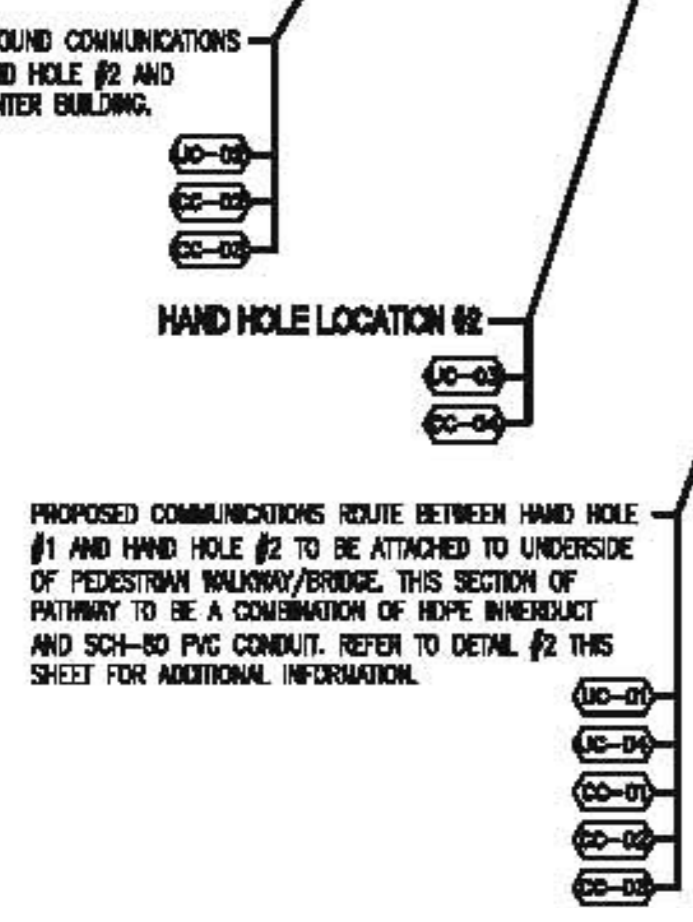 OUND COMMUNICATIONS
ND HOLE #2 AND
NTER BUILDING.
CC-02
CC-03
HAND HOLE LOCATION #2
UC-03
CC-04
PROPOSED COMMUNICATIONS ROUTE BETWEEN HAND HOLE
#1 AND HAND HOLE #2 TO BE ATTACHED TO UNDERSIDE
OF PEDESTRIAN WALKWAY/BRIDGE. THIS SECTION OF
PATHWAY TO BE A COMBINATION OF HDPE INNERDUCT
AND SCH-80 PVC CONDUIT. REFER TO DETAIL #2 THIS
SHEET FOR ADDITIONAL INFORMATION.
UC-01
UC-04
CC-01
CC-02
CC-03